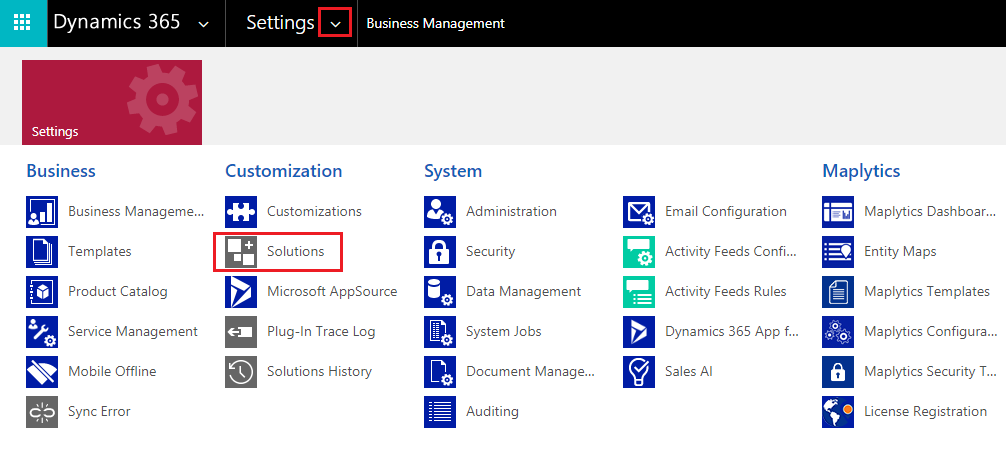 Dynamics 365
Settings
Business Management
Settings
Business
Business Manageme...
Templates
Product Catalog
Service Management
Mobile Offline
Sync Error
Customization
Customizations
Solutions
Microsoft AppSource
Plug-In Trace Log
Solutions History
System
Administration
Security
Data Management
System Jobs
Document Manage...
Auditing
Email Configuration
Activity Feeds Confi...
Activity Feeds Rules
Dynamics 365 App f...
Sales AI
Maplytics
Maplytics Dashboar...
Entity Maps
Maplytics Templates
Maplytics Configura...
Maplytics Security T...
License Registration